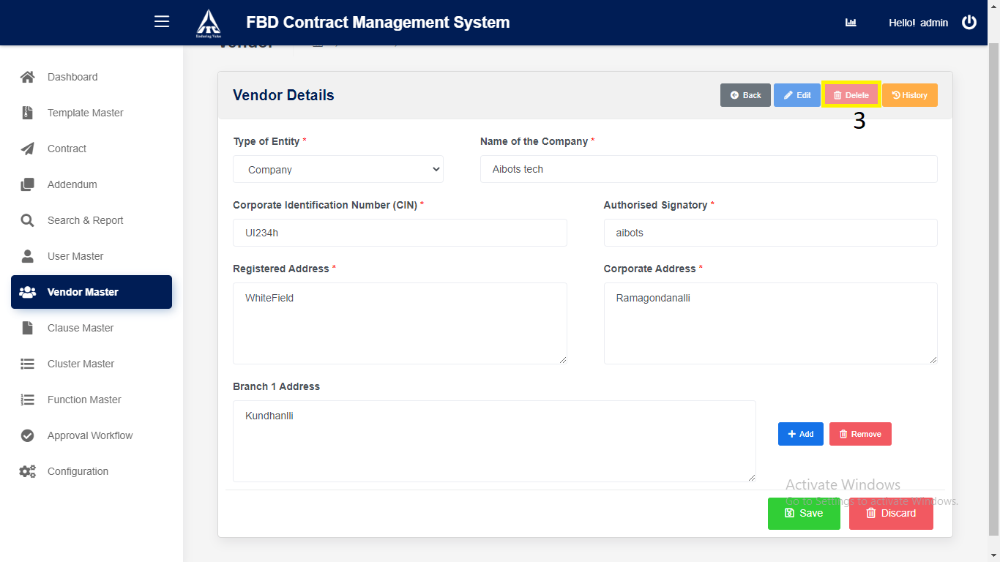 Enduring Value
FBD Contract Management System
Hello! admin
Vendor
Dashboard
Template Master
Contract
Addendum
Search & Report
User Master
Vendor Master
Clause Master
Cluster Master
Function Master
Approval Workflow
Configuration
Vendor Details
Back
Edit
Delete
History
3
Type of Entity *
Name of the Company *
Company
Aibots tech
Corporate Identification Number (CIN) *
Authorised Signatory *
UI234h
aibots
Registered Address *
Corporate Address *
WhiteField
Ramagondanalli
Branch 1 Address
Kundhanlli
Add
Remove
Activate Windows
Go to Settings to activate Windows.
Save
Discard